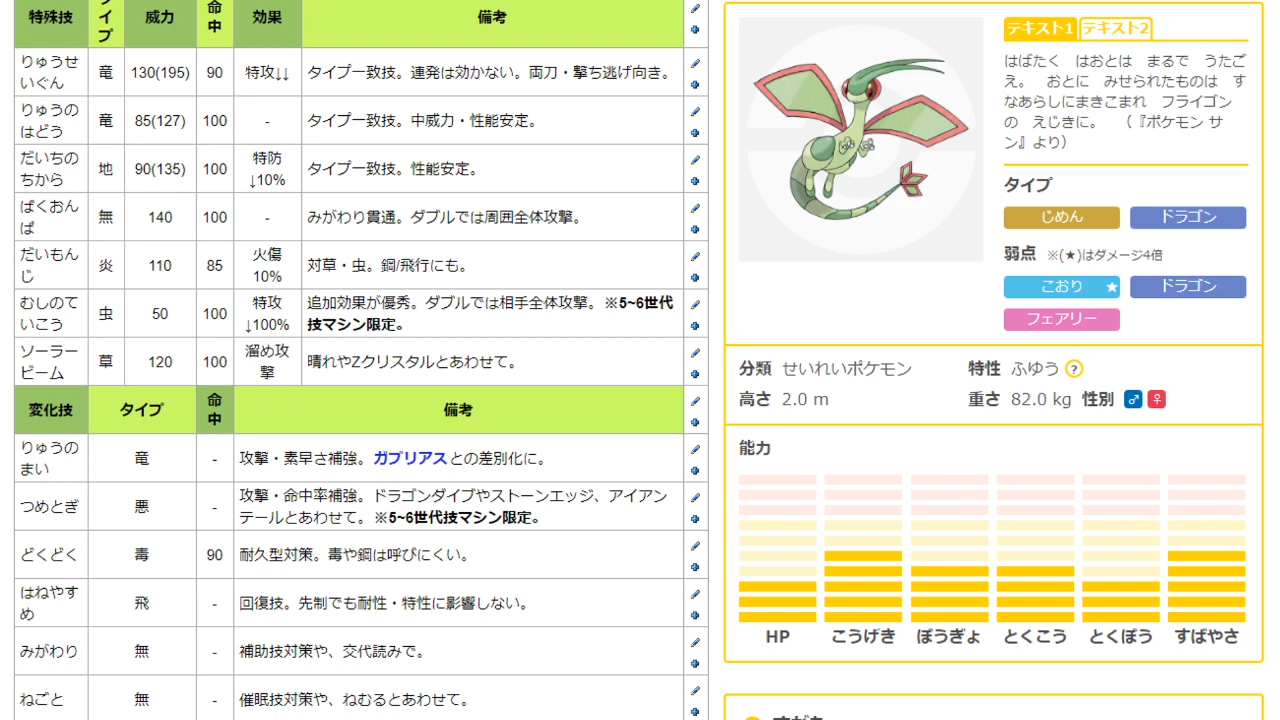 特殊技 タイプ 威力 命中 効果 備考
りゅうせいぐん 竜 130(195) 90 特攻↓↓ タイプ一致技。連発は効かない。両刀・撃ち逃げ向き。
りゅうのはどう 竜 85(127) 100 - タイプ一致技。中威力・性能安定。
だいちのちから 地 90(135) 100 特防↓10% タイプ一致技。性能安定。
ばくおんぱ 無 140 100 - みがわり貫通。ダブルでは周囲全体攻撃。
だいもんじ 炎 110 85 火傷10% 対草・虫。鋼/飛行にも。
むしのていこう 虫 50 100 特攻↓100% 追加効果が優秀。ダブルでは相手全体攻撃。※5~6世代技マシン限定。
ソーラービーム 草 120 100 溜め攻撃 晴れやZクリスタルとあわせて。
変化技 タイプ 命中 備考
りゅうのまい 竜 - 攻撃・素早さ補強。ガブリアスとの差別化に。
つめとぎ 悪 - 攻撃・命中率補強。ドラゴンダイブやストーンエッジ、アイアンテールとあわせて。※5~6世代技マシン限定。
どくどく 毒 90 耐久型対策。毒や鋼は呼びにくい。
はねやすめ 飛 - 回復技。先制でも耐性・特性に影響しない。
みがわり 無 - 補助技対策や、交代読みで。
ねごと 無 - 催眠技対策や、ねむるとあわせて。
テキスト1 テキスト2
はばたく はおとは まるで うたご
え。 おとに みせられたものは す
なあらしにまきこまれ フライゴン
の えじきに。 (『ポケモン サ
ン』より)
タイプ
じめん ドラゴン
弱点 ※(★)はダメージ4倍
こおり ★ ドラゴン
フェアリー
分類 せいれいポケモン 特性 ふゆう ?
高さ 2.0 m 重さ 82.0 kg 性別 ♂ ♀
能力
HP こうげき ぼうぎょ とくこう とくぼう すばやさ